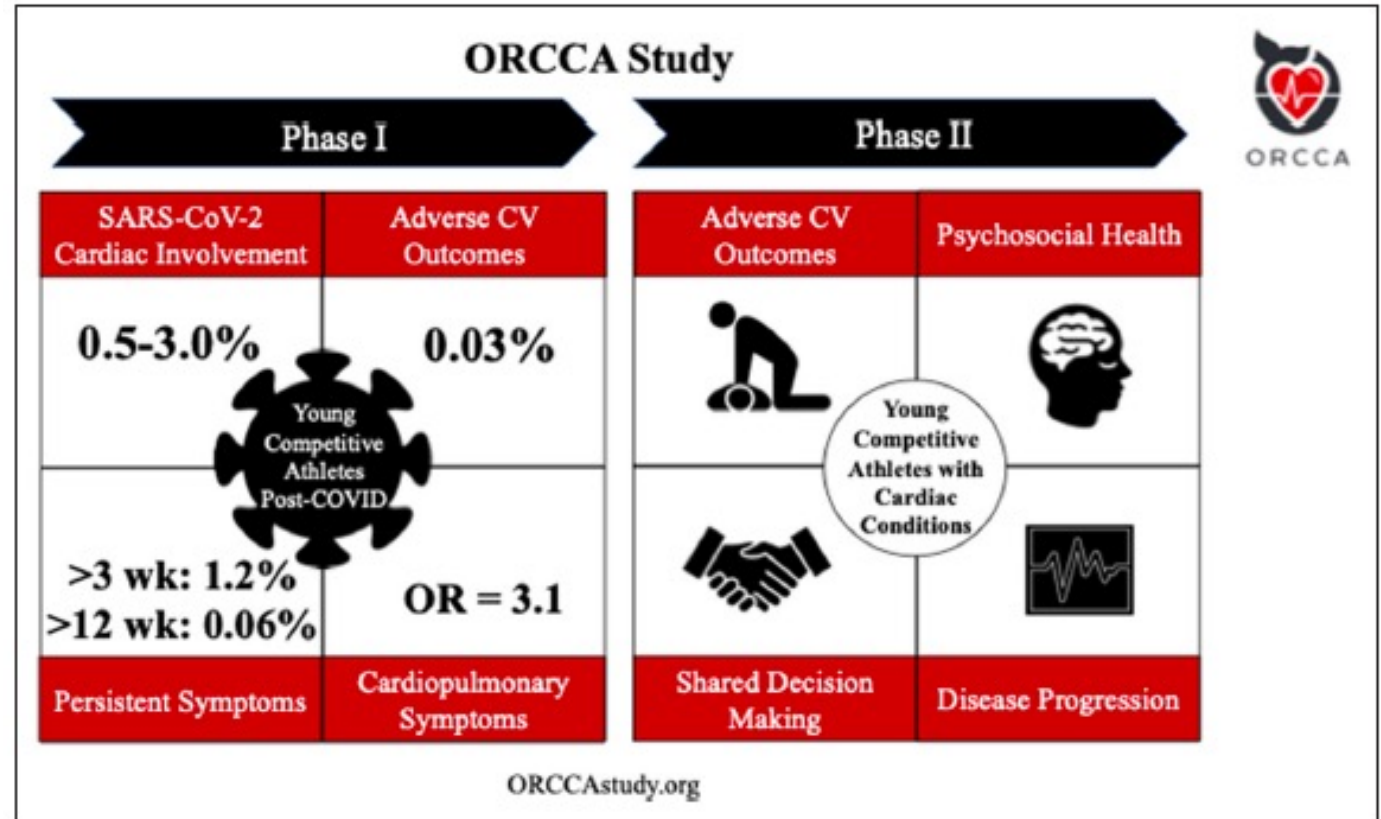 ORCCA Study
ORCCA
Phase I
Phase II
SARS-CoV-2
Cardiac Involvement
Adverse CV
Outcomes
0.5-3.0%
0.03%
Young
Competitive
Athletes
Post-COVID
>3 wk: 1.2%
>12 wk: 0.06%
OR = 3.1
Persistent Symptoms
Cardiopulmonary
Symptoms
Adverse CV
Outcomes
Psychosocial Health
Young
Competitive
Athletes with
Cardiac
Conditions
Shared Decision
Making
Disease Progression
ORCCAstudy.org